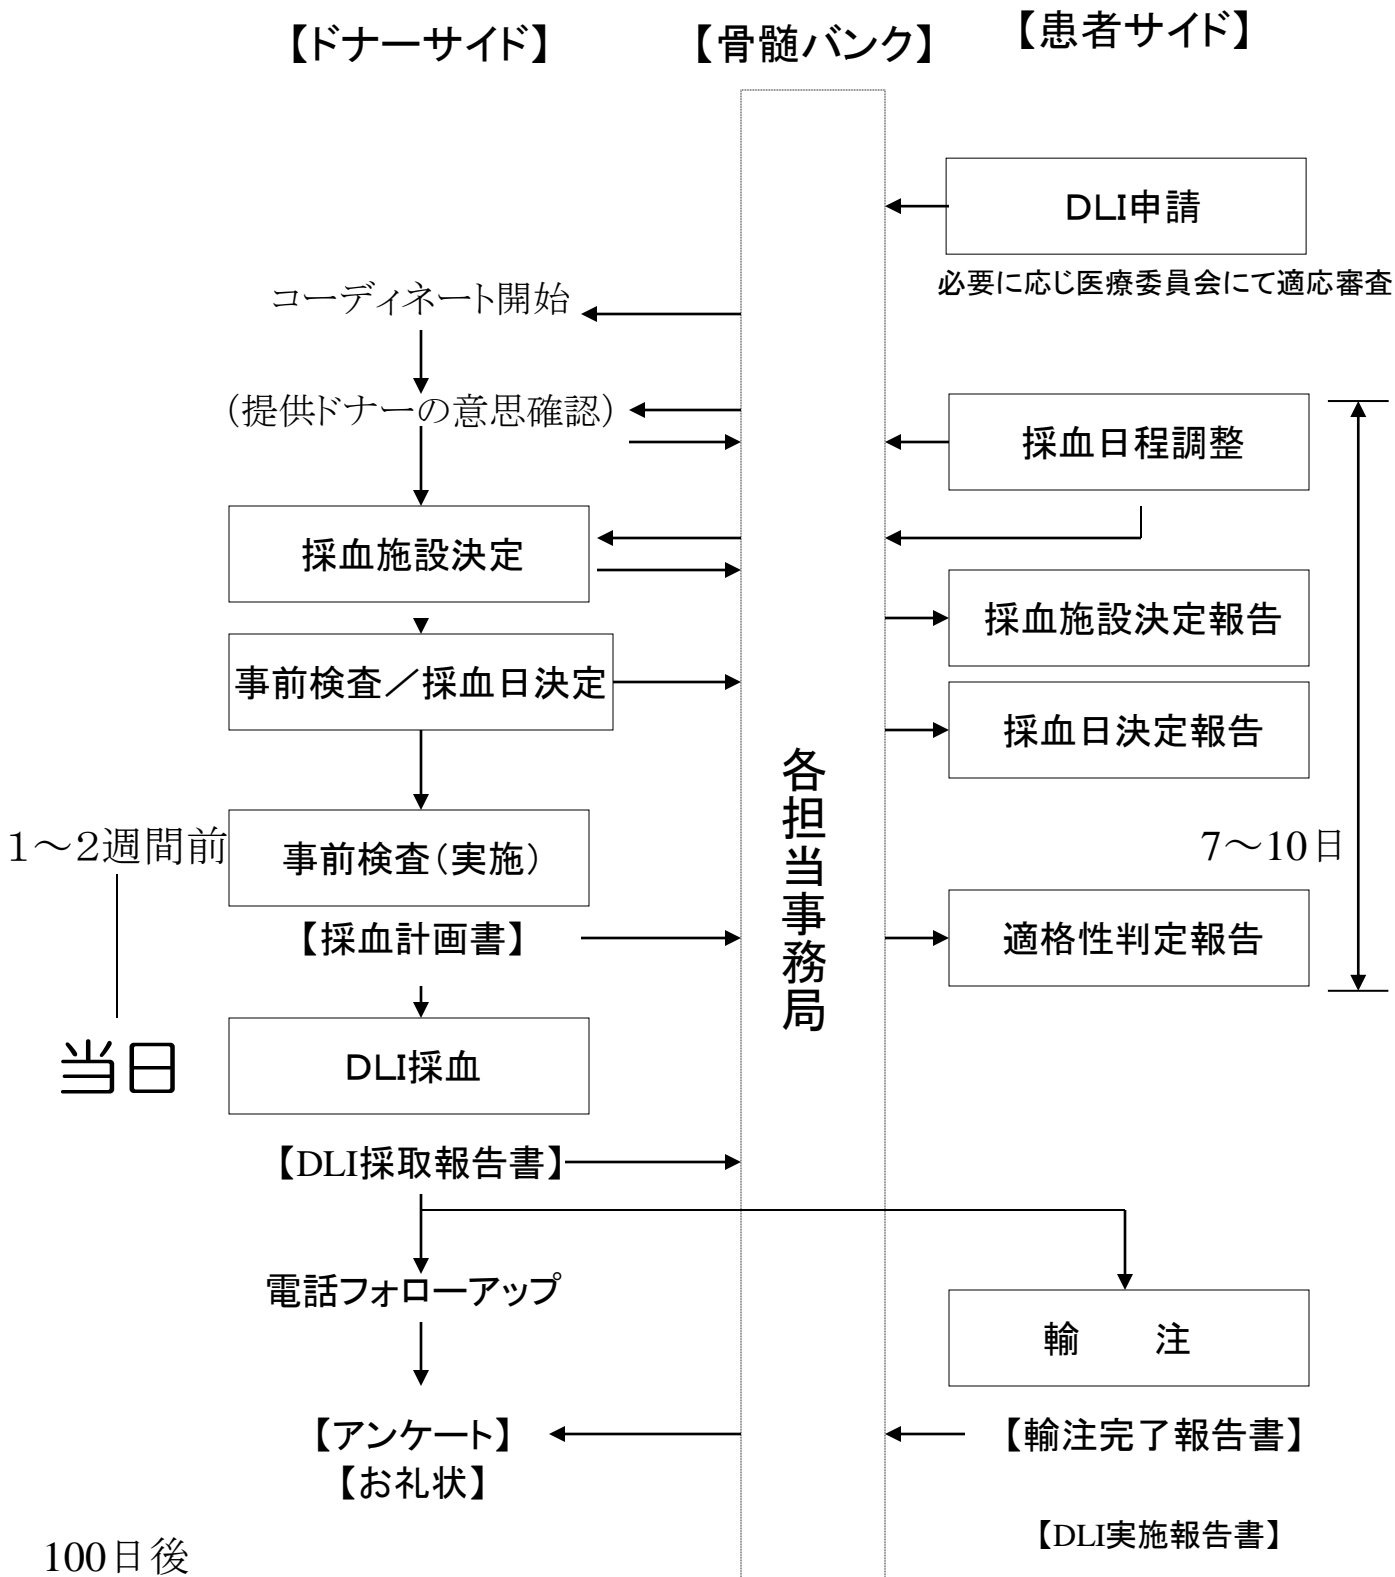 【ドナーサイド】
【骨髄バンク】
【患者サイド】
DLI申請
必要に応じ医療委員会にて適応審査
コーディネート開始
（提供ドナーの意思確認）
採血日程調整
採血施設決定
採血施設決定報告
事前検査／採血日決定
採血日決定報告
各担当事務局
1～2週間前
事前検査（実施）
7～10日
【採血計画書】
適格性判定報告
当日
DLI採血
【DLI採取報告書】
電話フォローアップ
輸　注
【アンケート】
【輸注完了報告書】
【お礼状】
【DLI実施報告書】
100日後